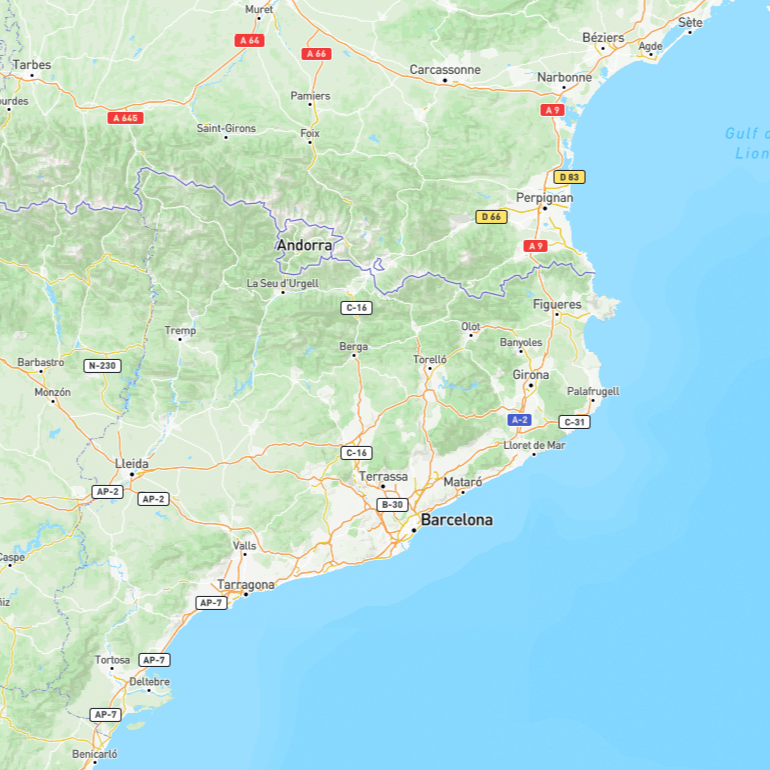 Muret
Sète
Béziers
A 64
Agde
A 66
Tarbes
Carcassonne
Narbonne
Pamiers
ourdes
A 9
A 645
Saint-Girons
Foix
Gulf o
Lion
D 83
Perpignan
D 66
Andorra
A 9
La Seu d'Urgell
C-16
Figueres
Tremp
Olot
Banyoles
Berga
Torelló
Barbastro
N-230
Girona
Monzón
Palafrugell
A-2
C-31
Lloret de Mar
C-16
Lleida
Terrassa
Mataró
AP-2
AP-2
B-30
Barcelona
Valls
Caspe
Tarragona
AP-7
ñiz
Tortosa
AP-7
Deltebre
AP-7
Benicarló